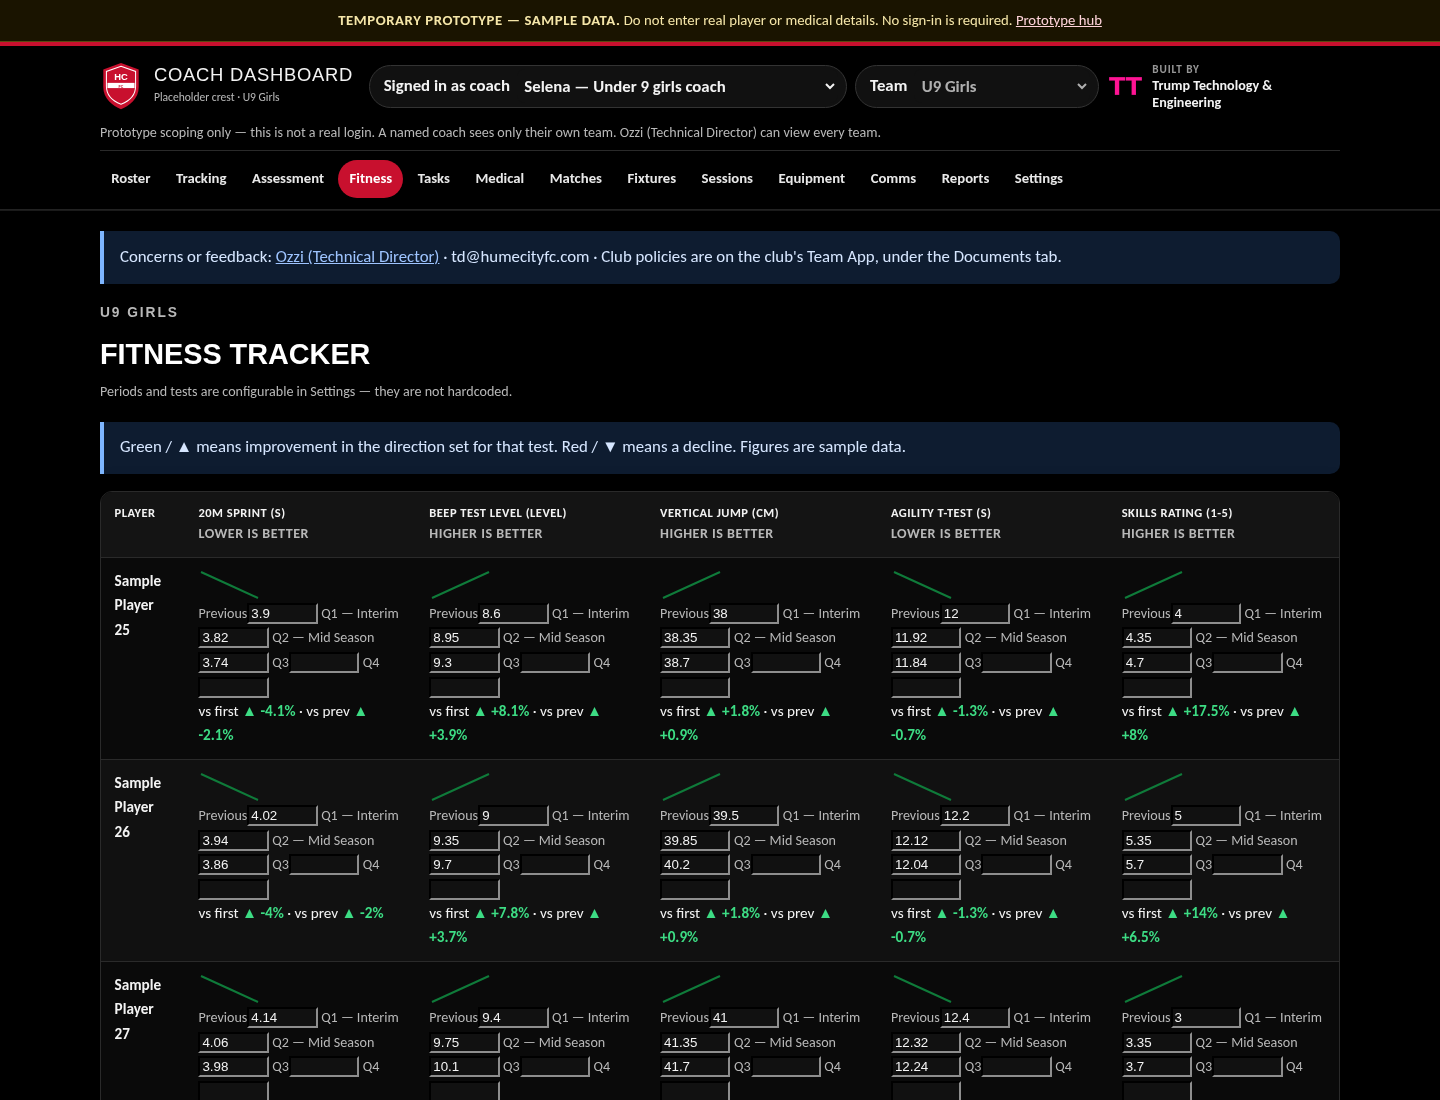 TEMPORARY PROTOTYPE — SAMPLE DATA. Do not enter real player or medical details. No sign-in is required. Prototype hub
HC
FC
COACH DASHBOARD
Placeholder crest · U9 Girls
Signed in as coach Selena — Under 9 girls coach
Team U9 Girls
TT
BUILT BY
Trump Technology &
Engineering
Prototype scoping only — this is not a real login. A named coach sees only their own team. Ozzi (Technical Director) can view every team.
Roster Tracking Assessment Fitness Tasks Medical Matches Fixtures Sessions Equipment Comms Reports Settings
Concerns or feedback: Ozzi (Technical Director) · td@humecityfc.com · Club policies are on the club's Team App, under the Documents tab.
U9 GIRLS
FITNESS TRACKER
Periods and tests are configurable in Settings — they are not hardcoded.
Green / ▲ means improvement in the direction set for that test. Red / ▼ means a decline. Figures are sample data.
PLAYER 20M SPRINT (S) BEEP TEST LEVEL (LEVEL) VERTICAL JUMP (CM) AGILITY T-TEST (S) SKILLS RATING (1-5)
LOWER IS BETTER HIGHER IS BETTER HIGHER IS BETTER LOWER IS BETTER HIGHER IS BETTER
Sample
Player
25
Previous 3.9 Q1 — Interim Previous 8.6 Q1 — Interim Previous 38 Q1 — Interim Previous 12 Q1 — Interim Previous 4 Q1 — Interim
3.82 Q2 — Mid Season 8.95 Q2 — Mid Season 38.35 Q2 — Mid Season 11.92 Q2 — Mid Season 4.35 Q2 — Mid Season
3.74 Q3 Q4 9.3 Q3 Q4 38.7 Q3 Q4 11.84 Q3 Q4 4.7 Q3 Q4
vs first ▲ -4.1% · vs prev ▲ vs first ▲ +8.1% · vs prev ▲ vs first ▲ +1.8% · vs prev ▲ vs first ▲ -1.3% · vs prev ▲ vs first ▲ +17.5% · vs prev ▲
-2.1% +3.9% +0.9% -0.7% +8%
Sample
Player
26
Previous 4.02 Q1 — Interim Previous 9 Q1 — Interim Previous 39.5 Q1 — Interim Previous 12.2 Q1 — Interim Previous 5 Q1 — Interim
3.94 Q2 — Mid Season 9.35 Q2 — Mid Season 39.85 Q2 — Mid Season 12.12 Q2 — Mid Season 5.35 Q2 — Mid Season
3.86 Q3 Q4 9.7 Q3 Q4 40.2 Q3 Q4 12.04 Q3 Q4 5.7 Q3 Q4
vs first ▲ -4% · vs prev ▲ -2% vs first ▲ +7.8% · vs prev ▲ vs first ▲ +1.8% · vs prev ▲ vs first ▲ -1.3% · vs prev ▲ vs first ▲ +14% · vs prev ▲
+3.7% +0.9% -0.7% +6.5%
Sample
Player
27
Previous 4.14 Q1 — Interim Previous 9.4 Q1 — Interim Previous 41 Q1 — Interim Previous 12.4 Q1 — Interim Previous 3 Q1 — Interim
4.06 Q2 — Mid Season 9.75 Q2 — Mid Season 41.35 Q2 — Mid Season 12.32 Q2 — Mid Season 3.35 Q2 — Mid Season
3.98 Q3 Q4 10.1 Q3 Q4 41.7 Q3 Q4 12.24 Q3 Q4 3.7 Q3 Q4